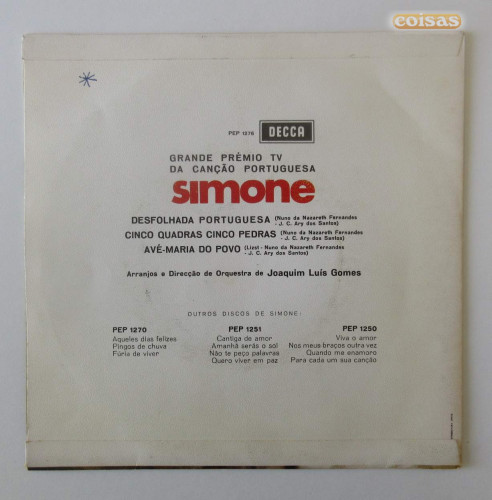 coisas
PEP 1276 DECCA
GRANDE PRÉMIO TV
DA CANÇÃO PORTUGUESA
simone
DESFOLHADA PORTUGUESA (Nuno da Nazareth Fernandes
- J. C. Ary dos Santos)
CINCO QUADRAS CINCO PEDRAS (Nuno da Nazareth Fernandes
- J. C. Ary dos Santos)
AVÉ-MARIA DO POVO (Liszt - Nuno da Nazareth Fernandes
- J. C. Ary dos Santos)
Arranjos e Direcção de Orquestra de Joaquim Luís Gomes
OUTROS DISCOS DE SIMONE:
PEP 1270
Aqueles dias felizes
Pingos de chuva
Fúria de viver
PEP 1251
Cantiga de amor
Amanhã serás o sol
Não te peço palavras
Quero viver em paz
PEP 1250
Viva o amor
Nos meus braços outra vez
Quando me enamoro
Para cada um sua canção